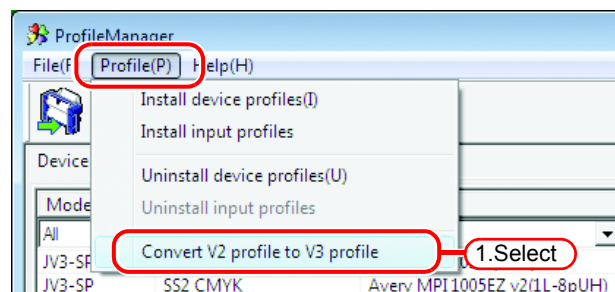 ProfileManager
File(F Profile(P) Help(H)
Install device profiles(I)
Install input profiles
Device
Uninstall device profiles(U)
Mode
Uninstall input profiles
All
Convert V2 profile to V3 profile
1.Select
JV3-SP
JV3-SP SS2 CMYK Avery MPI1005EZ v2(1L-8pUH)